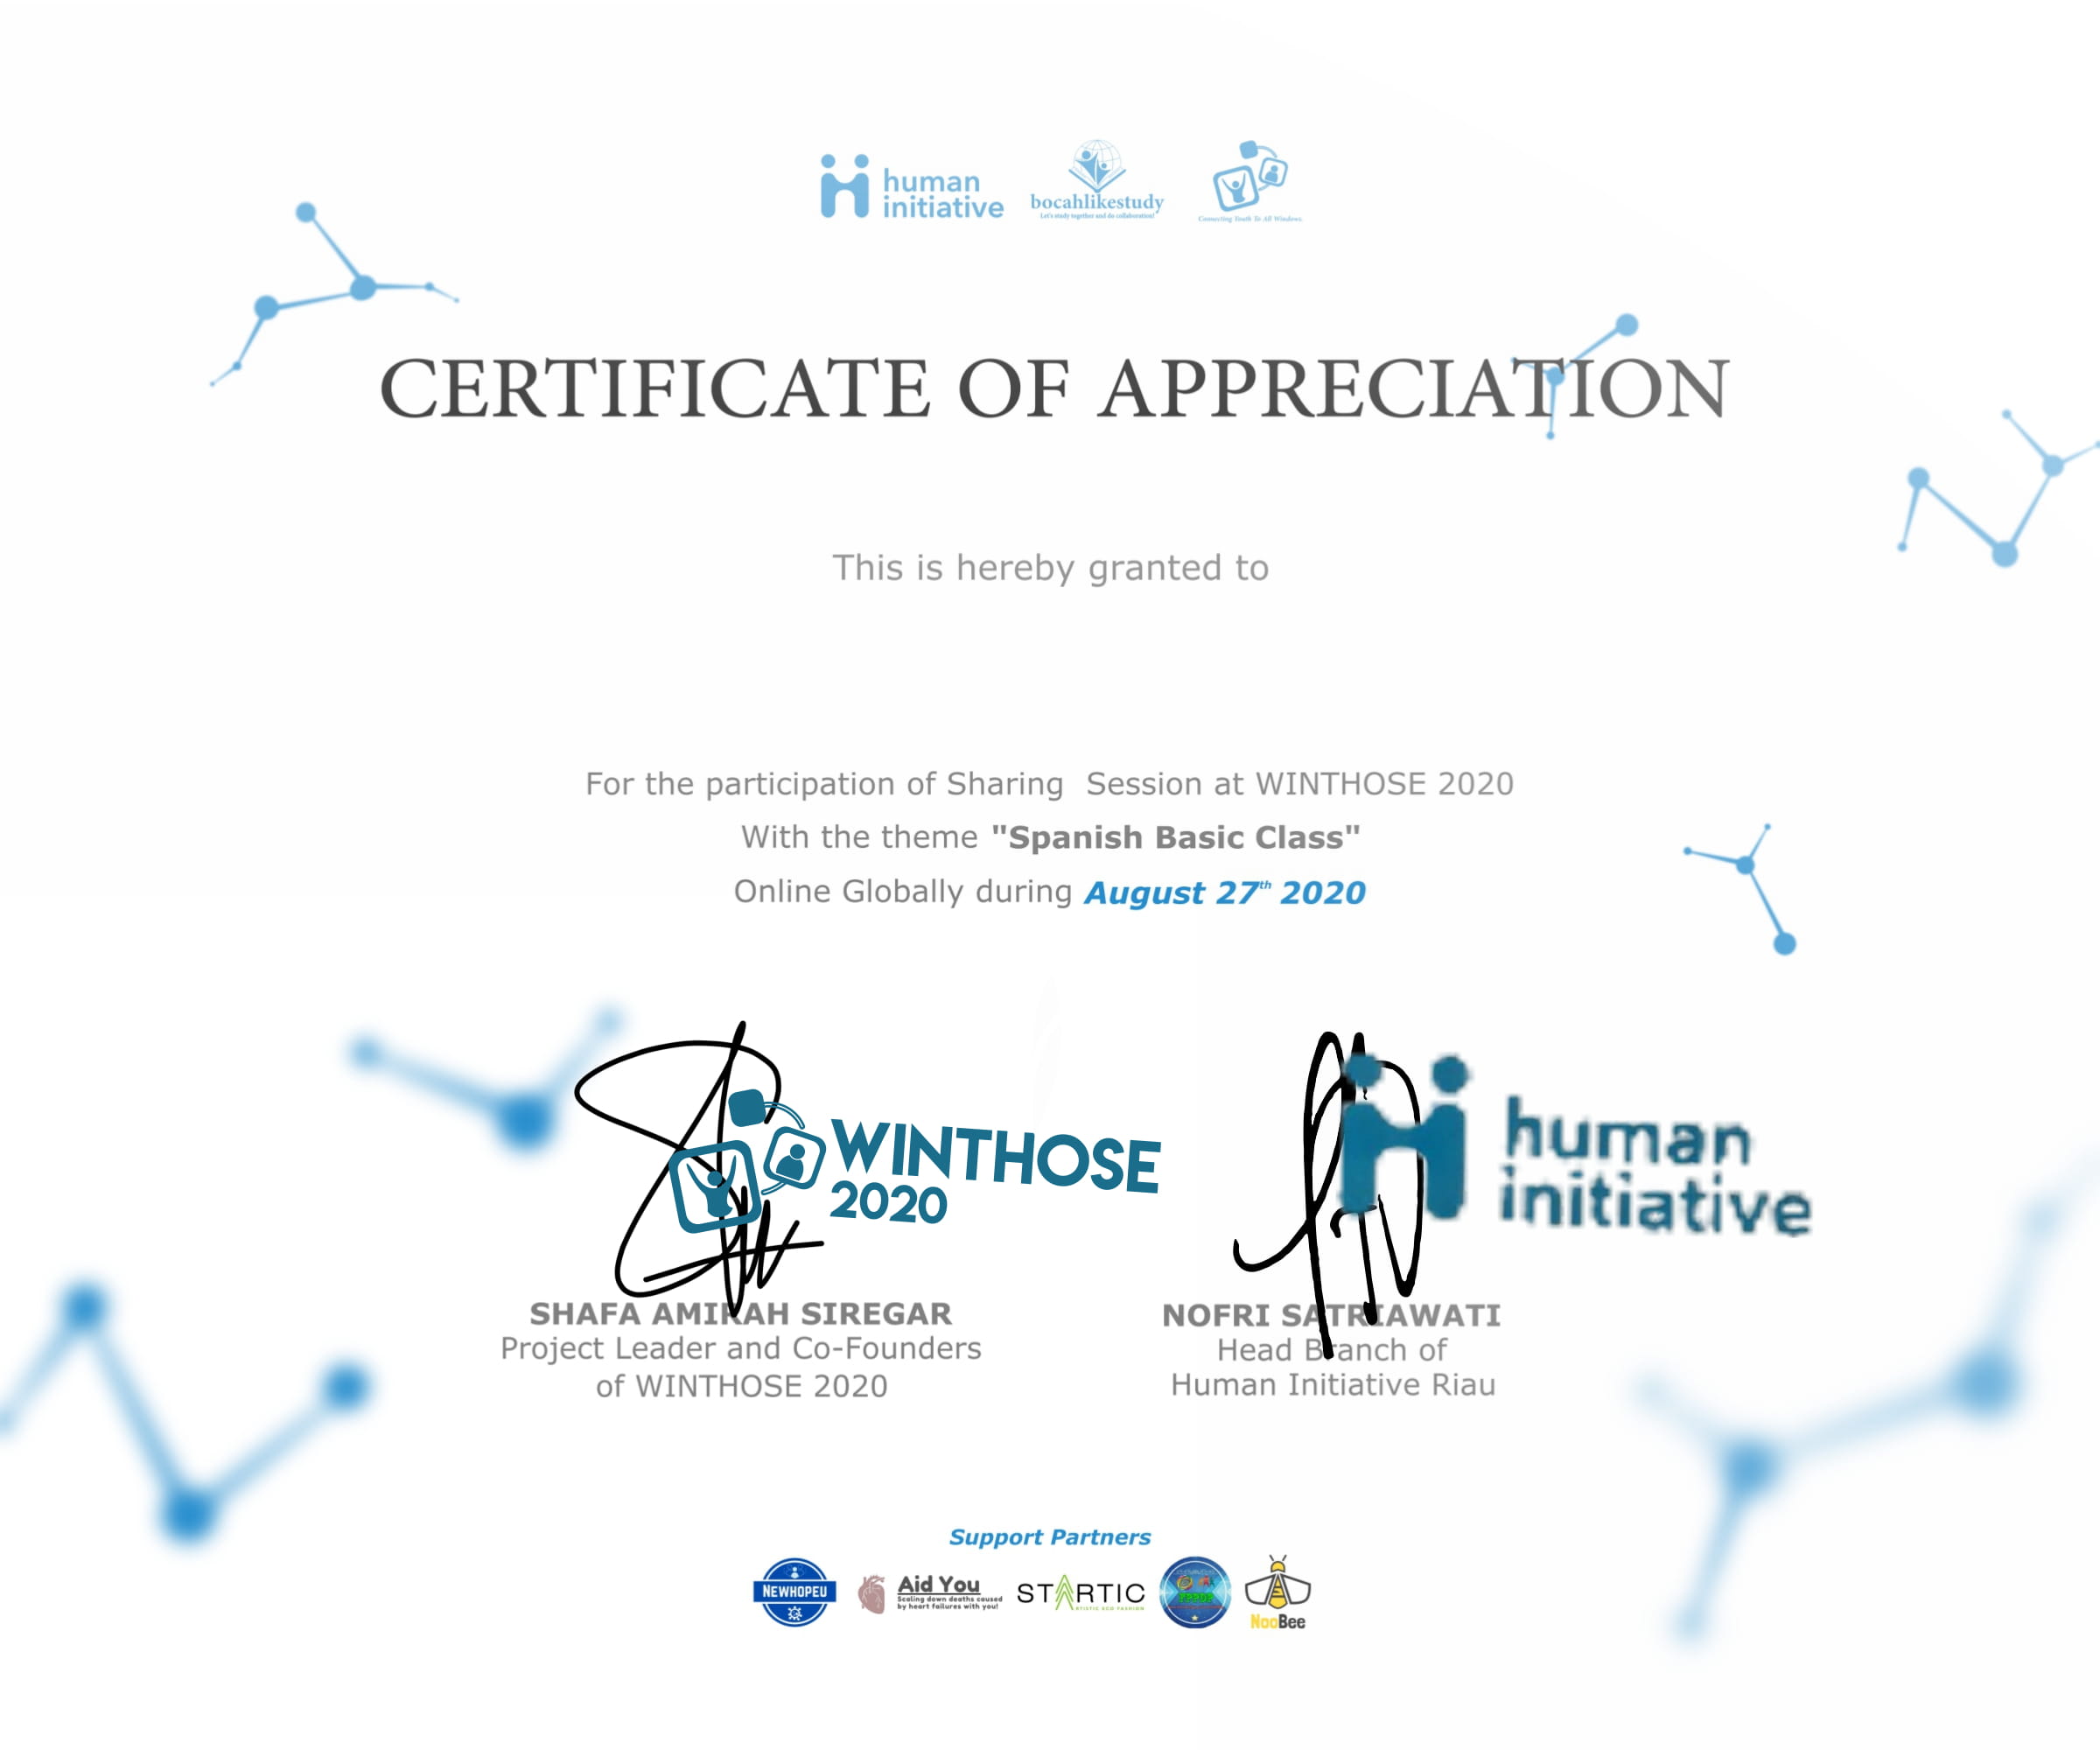 human
initiative
bocahlikestudy
Let's study together and do collaboration!
Connecting Youth To All Windows
CERTIFICATE OF APPRECIATION
This is hereby granted to
For the participation of Sharing  Session at WINTHOSE 2020
With the theme "Spanish Basic Class"
Online Globally during August 27th 2020
WINTHOSE
2020
human
initiative
SHAFA AMIRAH SIREGAR
Project Leader and Co-Founders
of WINTHOSE 2020
NOFRI SATRIAWATI
Head Branch of
Human Initiative Riau
Support Partners
NEWHOPEU
Aid You
Scaling down deaths caused
by heart failures with you!
STARTIC
ARTISTIC ECO FASHION
NooBee